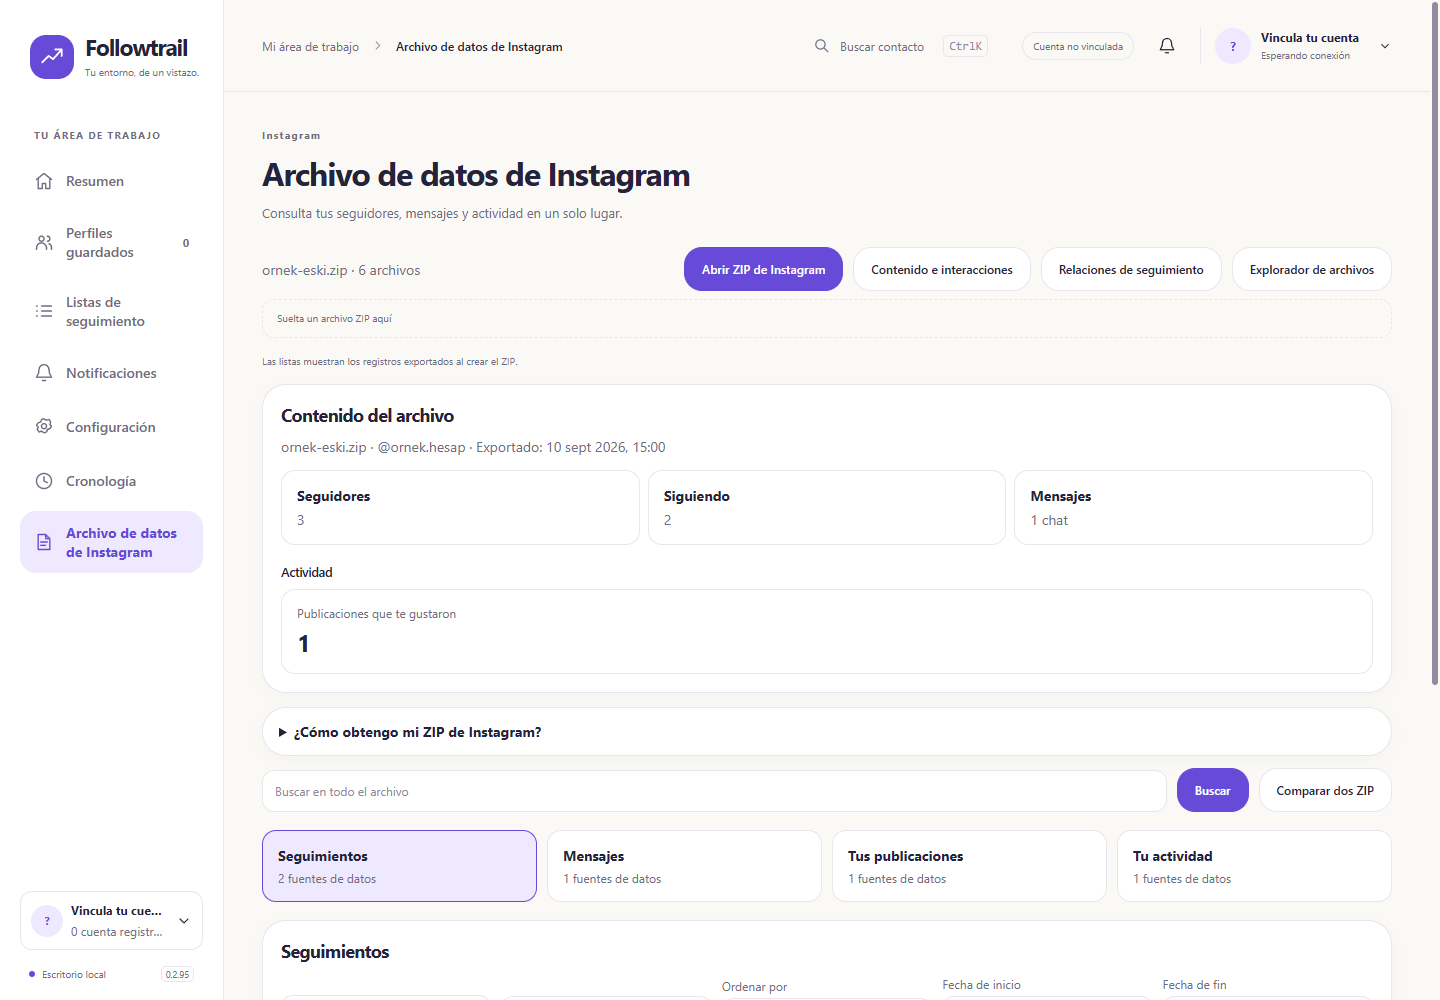 Followtrail
Tu entorno, de un vistazo.
TU ÁREA DE TRABAJO
Resumen
Perfiles
guardados
0
Listas de
seguimiento
Notificaciones
Configuración
Cronología
Archivo de datos
de Instagram
?
Vincula tu cue...
0 cuenta registr...
Escritorio local
0.2.95
Mi área de trabajo
Archivo de datos de Instagram
Buscar contacto
Ctrl K
Cuenta no vinculada
?
Vincula tu cuenta
Esperando conexión
Instagram
Archivo de datos de Instagram
Consulta tus seguidores, mensajes y actividad en un solo lugar.
ornek-eski.zip · 6 archivos
Abrir ZIP de Instagram
Contenido e interacciones
Relaciones de seguimiento
Explorador de archivos
Suelta un archivo ZIP aquí
Las listas muestran los registros exportados al crear el ZIP.
Contenido del archivo
ornek-eski.zip · @ornek.hesap · Exportado: 10 sept 2026, 15:00
Seguidores
3
Siguiendo
2
Mensajes
1 chat
Actividad
Publicaciones que te gustaron
1
¿Cómo obtengo mi ZIP de Instagram?
Buscar en todo el archivo
Buscar
Comparar dos ZIP
Seguimientos
2 fuentes de datos
Mensajes
1 fuentes de datos
Tus publicaciones
1 fuentes de datos
Tu actividad
1 fuentes de datos
Seguimientos
Ordenar por
Fecha de inicio
Fecha de fin